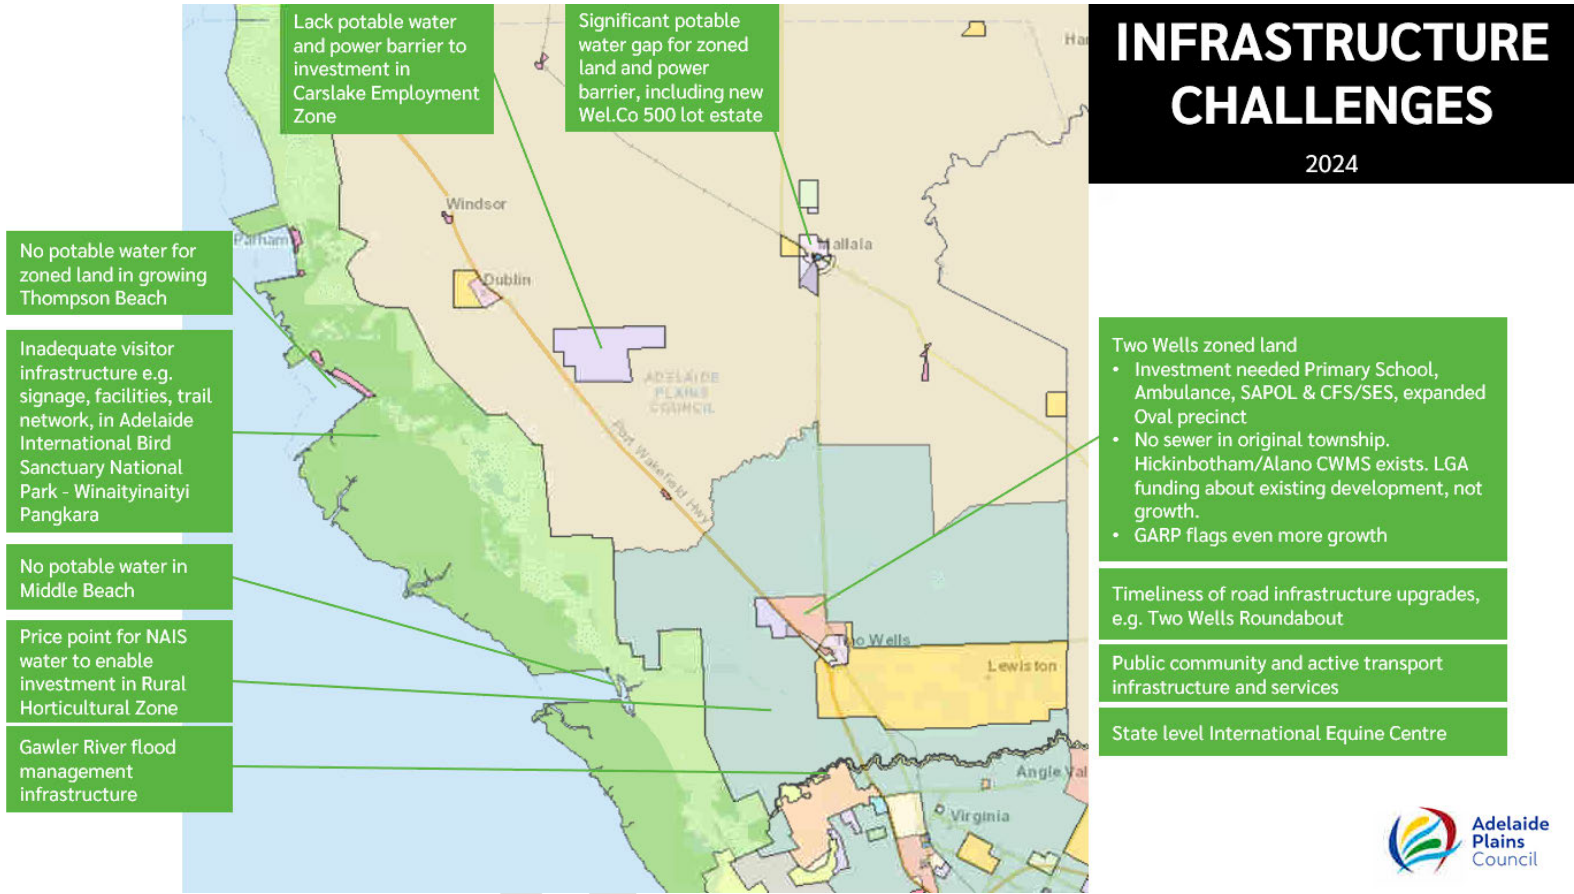 INFRASTRUCTURE
CHALLENGES
2024
Lack potable water
and power barrier to
investment in
Carslake Employment
Zone
Significant potable
water gap for zoned
land and power
barrier, including new
Wel.Co 500 lot estate
No potable water for
zoned land in growing
Thompson Beach
Inadequate visitor
infrastructure e.g.
signage, facilities, trail
network, in Adelaide
International Bird
Sanctuary National
Park - Winaityinaityi
Pangkara
No potable water in
Middle Beach
Price point for NAIS
water to enable
investment in Rural
Horticultural Zone
Gawler River flood
management
infrastructure
Two Wells zoned land
• Investment needed Primary School,
Ambulance, SAPOL & CFS/SES, expanded
Oval precinct
• No sewer in original township.
Hickinbotham/Alano CWMS exists. LGA
funding about existing development, not
growth.
• GARP flags even more growth
Timeliness of road infrastructure upgrades,
e.g. Two Wells Roundabout
Public community and active transport
infrastructure and services
State level International Equine Centre
Ha
Windsor
Parham
Mallala
Dublin
ADELAIDE
PLAINS
COUNCIL
Port Wakefield Hwy
Two Wells
Lewiston
Angle Val
Virginia
Adelaide
Plains
Council